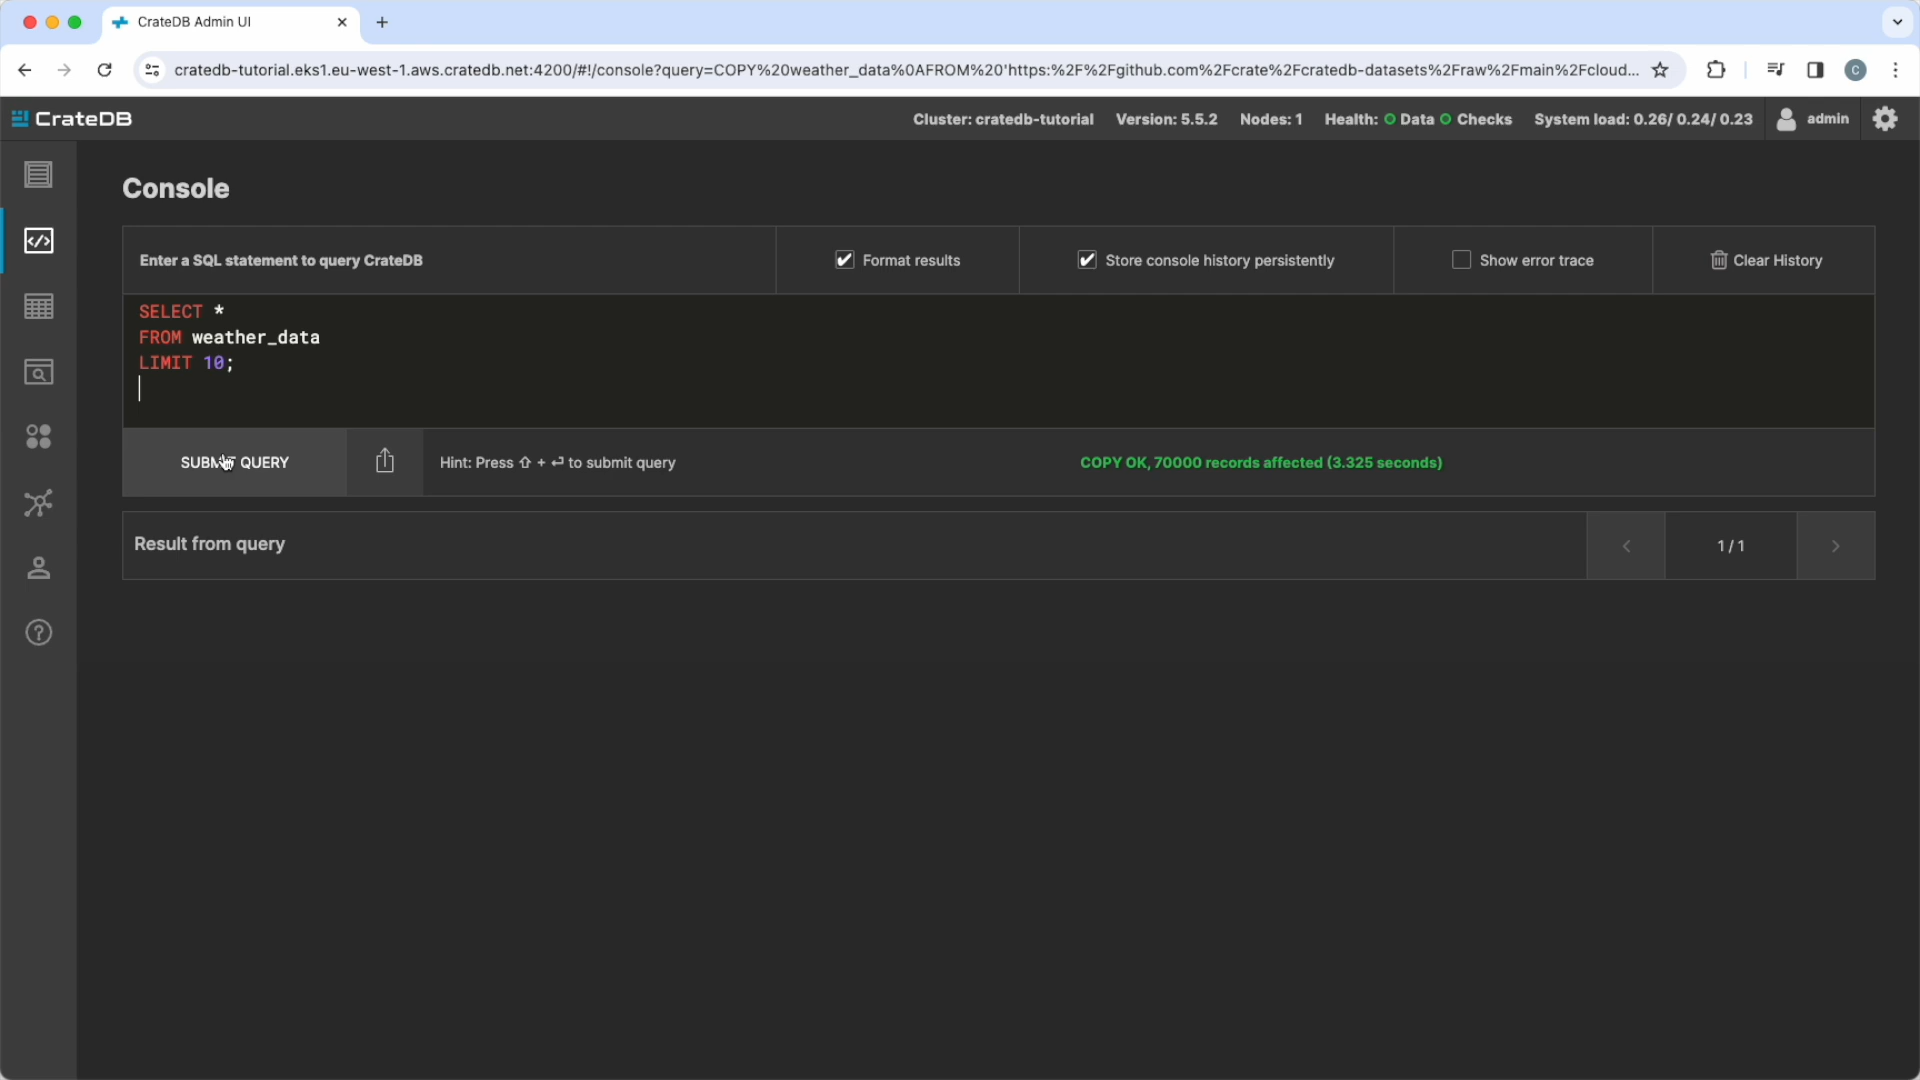 CrateDB Admin UI
cratedb-tutorial.eks1.eu-west-1.aws.cratedb.net:4200/#!/console?query=COPY%20weather_data%0AFROM%20'https:%2F%2Fgithub.com%2Fcrate%2Fcratedb-datasets%2Fraw%2Fmain%2Fcloud...
C
CrateDB
Cluster: cratedb-tutorial Version: 5.5.2 Nodes: 1 Health: Data Checks System load: 0.26/ 0.24/ 0.23 admin
Console
Enter a SQL statement to query CrateDB
Format results
Store console history persistently
Show error trace
Clear History
SELECT *
FROM weather_data
LIMIT 10;
SUBMIT QUERY
Hint: Press ⇧ + ⏎ to submit query
COPY OK, 70000 records affected (3.325 seconds)
Result from query
1 / 1